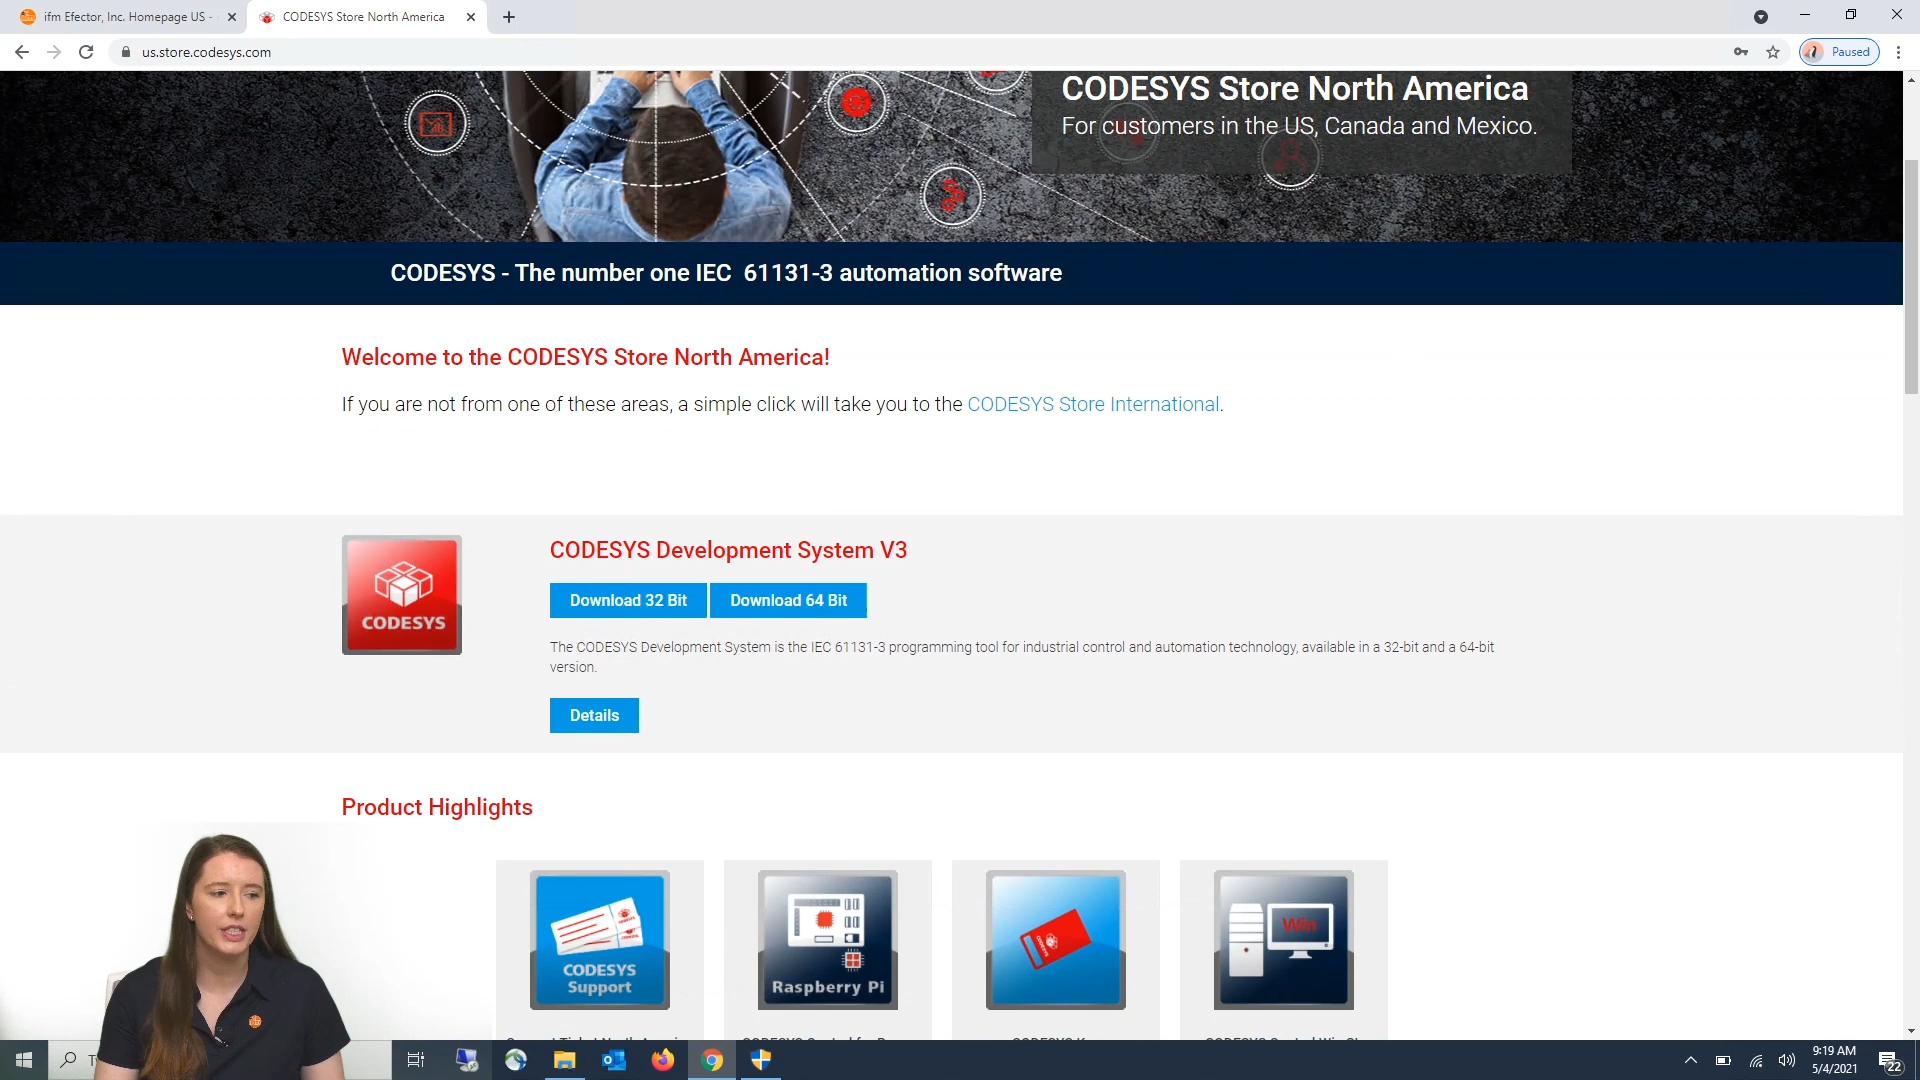 ifm Efector, Inc. Homepage US -
CODESYS Store North America
us.store.codesys.com
Paused
CODESYS Store North America
For customers in the US, Canada and Mexico.
CODESYS - The number one IEC 61131-3 automation software
Welcome to the CODESYS Store North America!
If you are not from one of these areas, a simple click will take you to the CODESYS Store International.
CODESYS
CODESYS Development System V3
Download 32 Bit
Download 64 Bit
The CODESYS Development System is the IEC 61131-3 programming tool for industrial control and automation technology, available in a 32-bit and a 64-bit
version.
Details
Product Highlights
CODESYS
Support
Raspberry Pi
Win
9:19 AM
5/4/2021
22